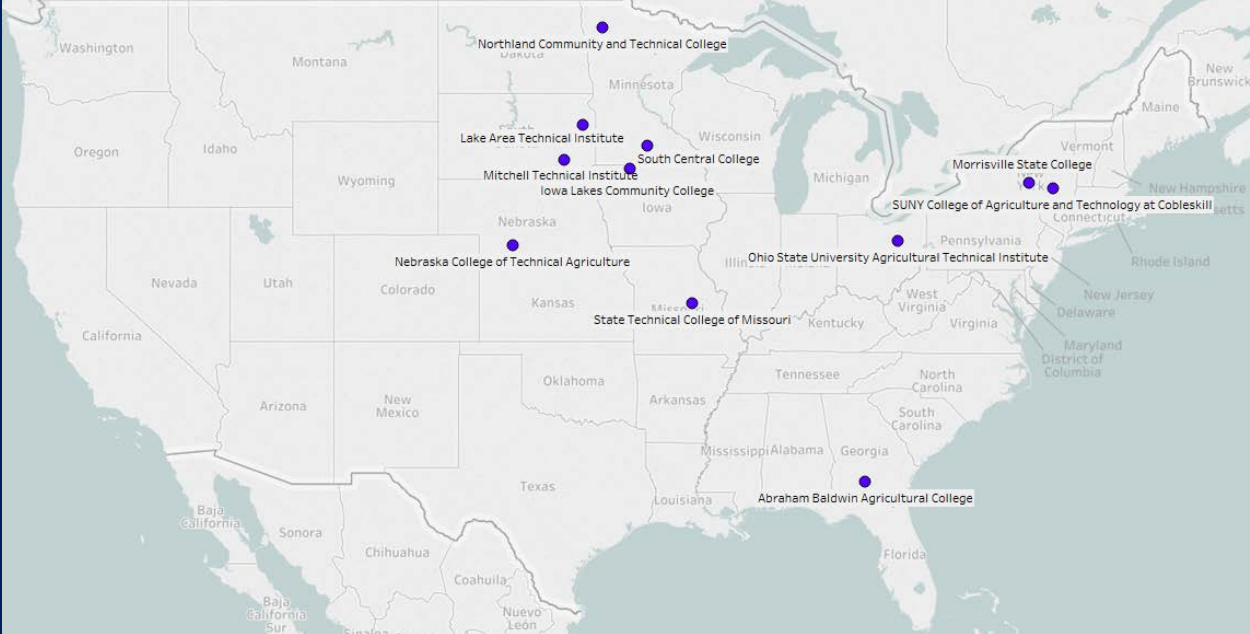 Washington
Montana
Northland Community and Technical College
Dakota
Minnesota
New
Brunswick
Maine
Oregon
Idaho
Lake Area Technical Institute
Wisconsin
Vermont
Wyoming
South Central College
Morrisville State College
Mitchell Technical Institute
Michigan
Iowa Lakes Community College
New Hampshire
SUNY College of Agriculture and Technology at Cobleskill
Iowa
Nebraska
Connecticut
Nebraska College of Technical Agriculture
Pennsylvania
Ohio State University Agricultural Technical Institute
Rhode Island
Nevada
Utah
Colorado
Kansas
State Technical College of Missouri
West
Virginia
New Jersey
Delaware
California
Kentucky
Virginia
Maryland
District of
Columbia
Oklahoma
Tennessee
North
Carolina
Arizona
New
Mexico
Arkansas
South
Carolina
Mississippi
Alabama
Georgia
Texas
Louisiana
Abraham Baldwin Agricultural College
Baja
California
Sonora
Chihuahua
Florida
Coahuila
Baja
California
Sur
Nuevo
León